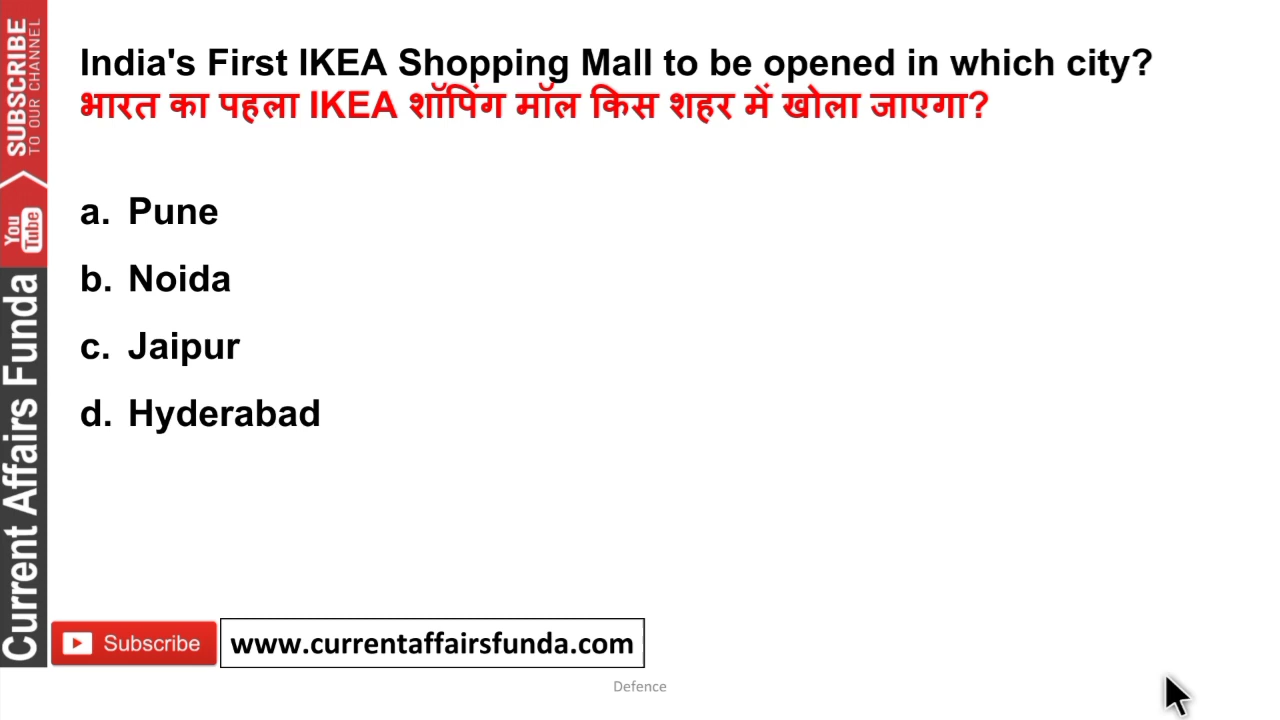 India's First IKEA Shopping Mall to be opened in which city?
भारत का पहला IKEA शॉपिंग मॉल किस शहर में खोला जाएगा?
a. Pune
b. Noida
c. Jaipur
d. Hyderabad
SUBSCRIBE
TO OUR CHANNEL
You
Tube
Current Affairs Funda
Subscribe
www.currentaffairsfunda.com
Defence